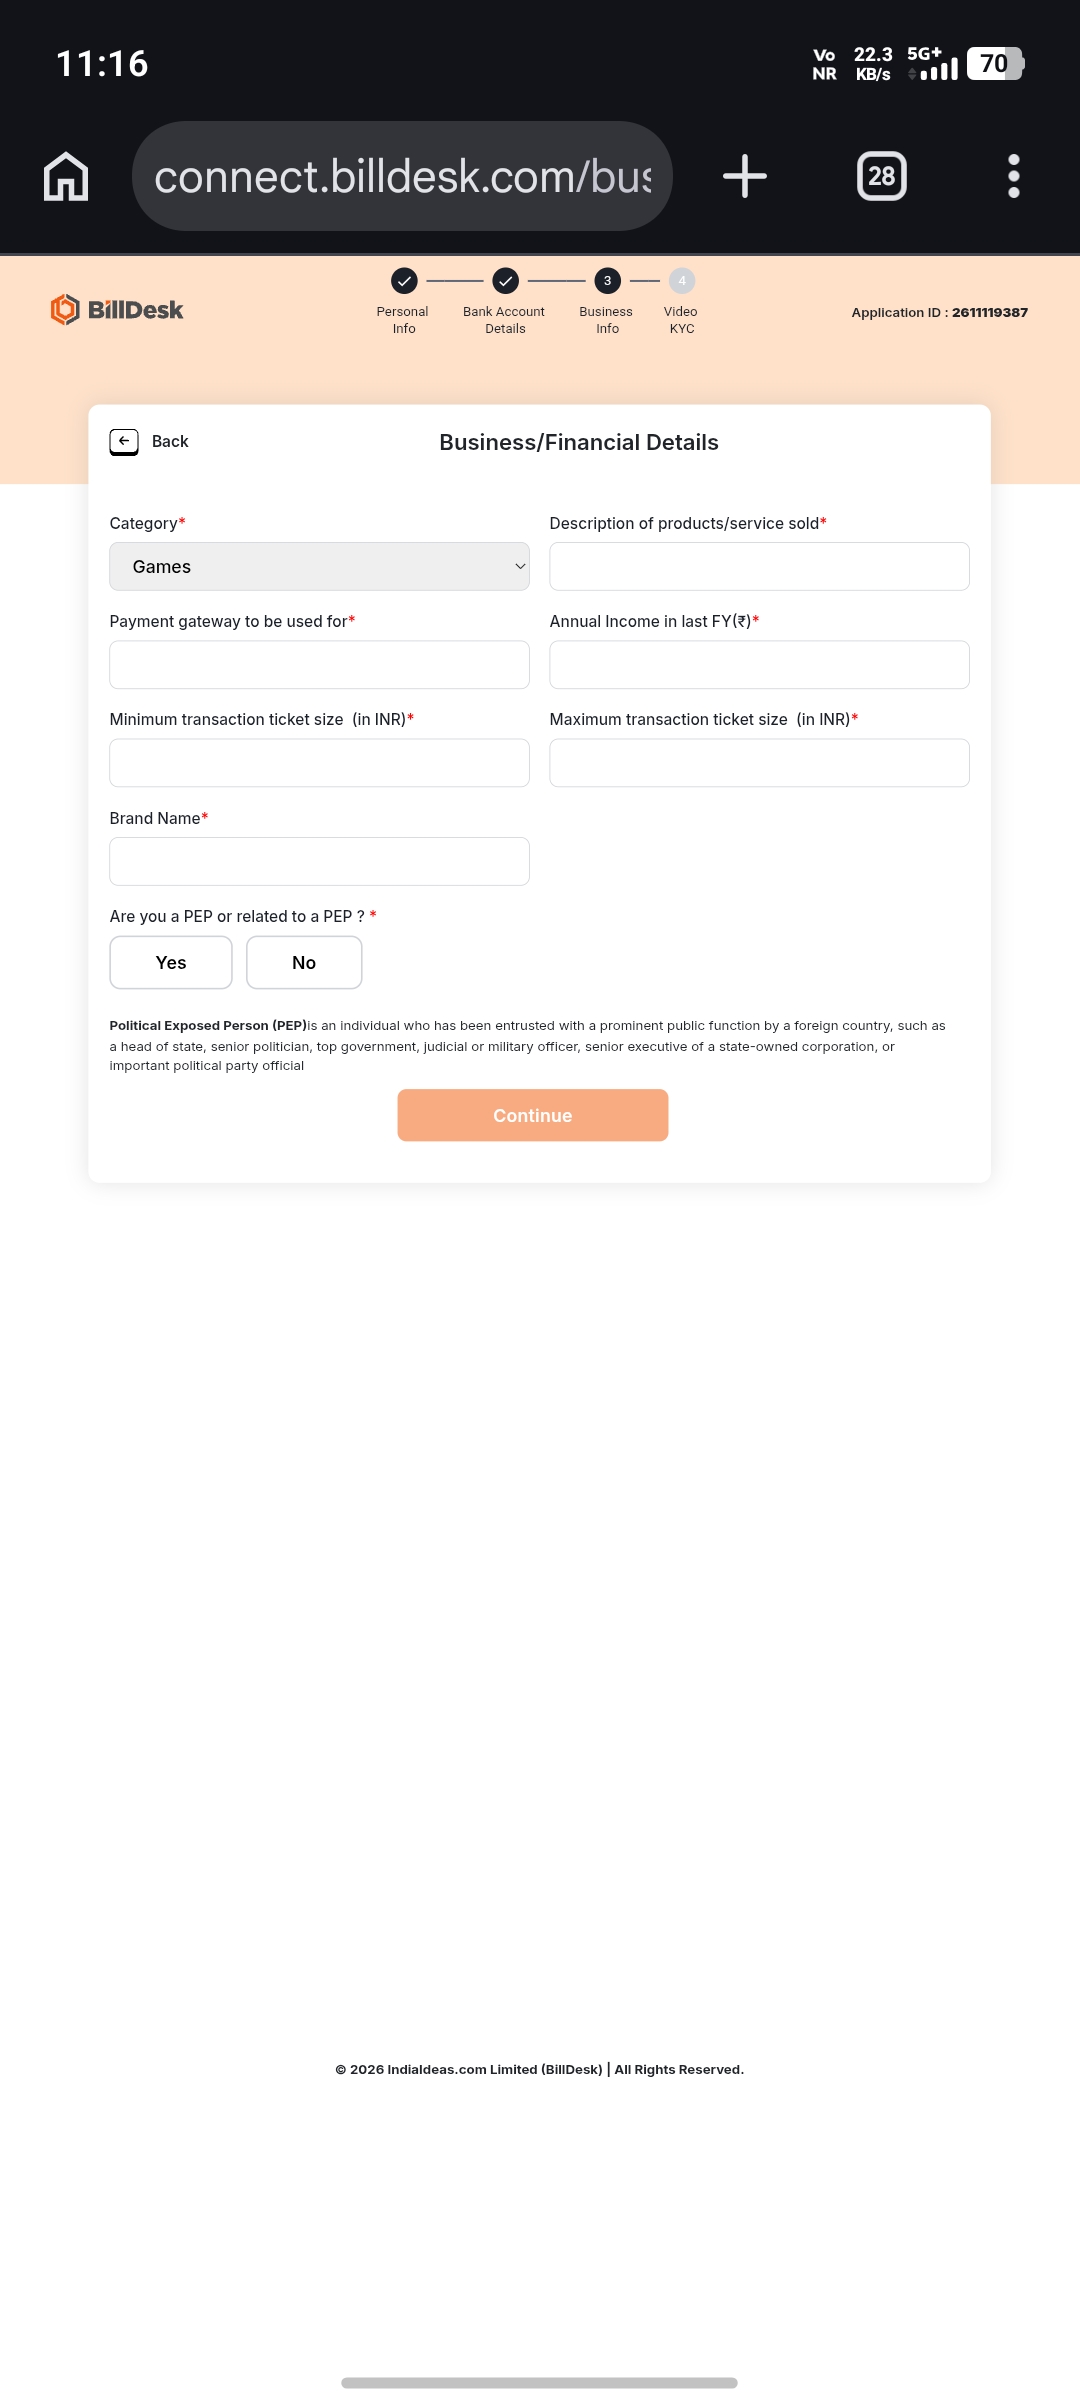 11:16
Vo NR
22.3 KB/s
5G+
70
connect.billdesk.com/bus
28
BillDesk
3
4
Personal Info
Bank Account Details
Business Info
Video KYC
Application ID : 2611119387
Back
Business/Financial Details
Category*
Description of products/service sold*
Games
Payment gateway to be used for*
Annual Income in last FY(₹)*
Minimum transaction ticket size (in INR)*
Maximum transaction ticket size (in INR)*
Brand Name*
Are you a PEP or related to a PEP ? *
Yes
No
Political Exposed Person (PEP)is an individual who has been entrusted with a prominent public function by a foreign country, such as
a head of state, senior politician, top government, judicial or military officer, senior executive of a state-owned corporation, or
important political party official
Continue
© 2026 IndiaIdeas.com Limited (BillDesk) | All Rights Reserved.